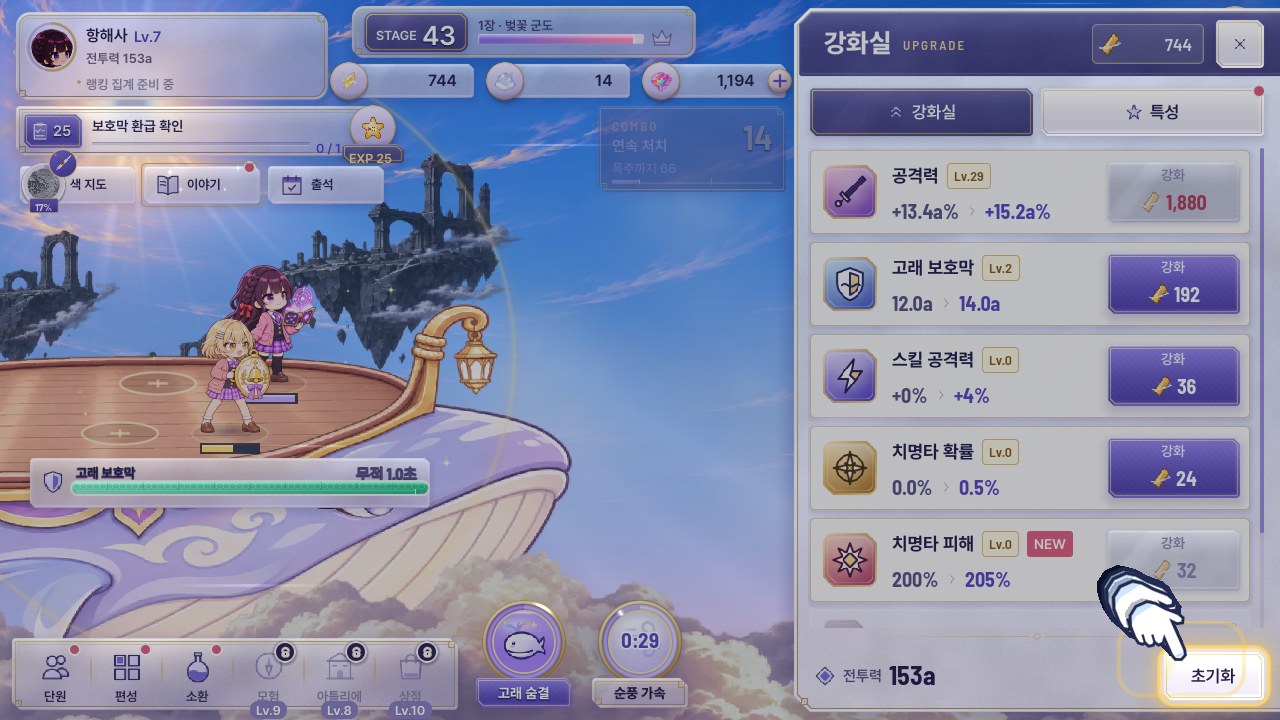 항해사 Lv.7
전투력 153a
랭킹 집계 준비 중
STAGE 43
1장 · 벚꽃 군도
744
14
1,194
25
보호막 환급 확인
0 / 1
EXP 25
COMBO
연속 처치
14
폭주까지 66
17%
색 지도
이야기
출석
고래 보호막
무적 1.0초
단원
편성
소환
모험
Lv.9
아틀리에
Lv.8
상점
Lv.10
고래 숨결
0:29
순풍 가속
강화실 UPGRADE
744
강화실
특성
공격력 Lv.29
+13.4a% +15.2a%
강화
1,880
고래 보호막 Lv.2
12.0a 14.0a
강화
192
스킬 공격력 Lv.0
+0% +4%
강화
36
치명타 확률 Lv.0
0.0% 0.5%
강화
24
치명타 피해 Lv.0 NEW
200% 205%
강화
32
전투력 153a
초기화